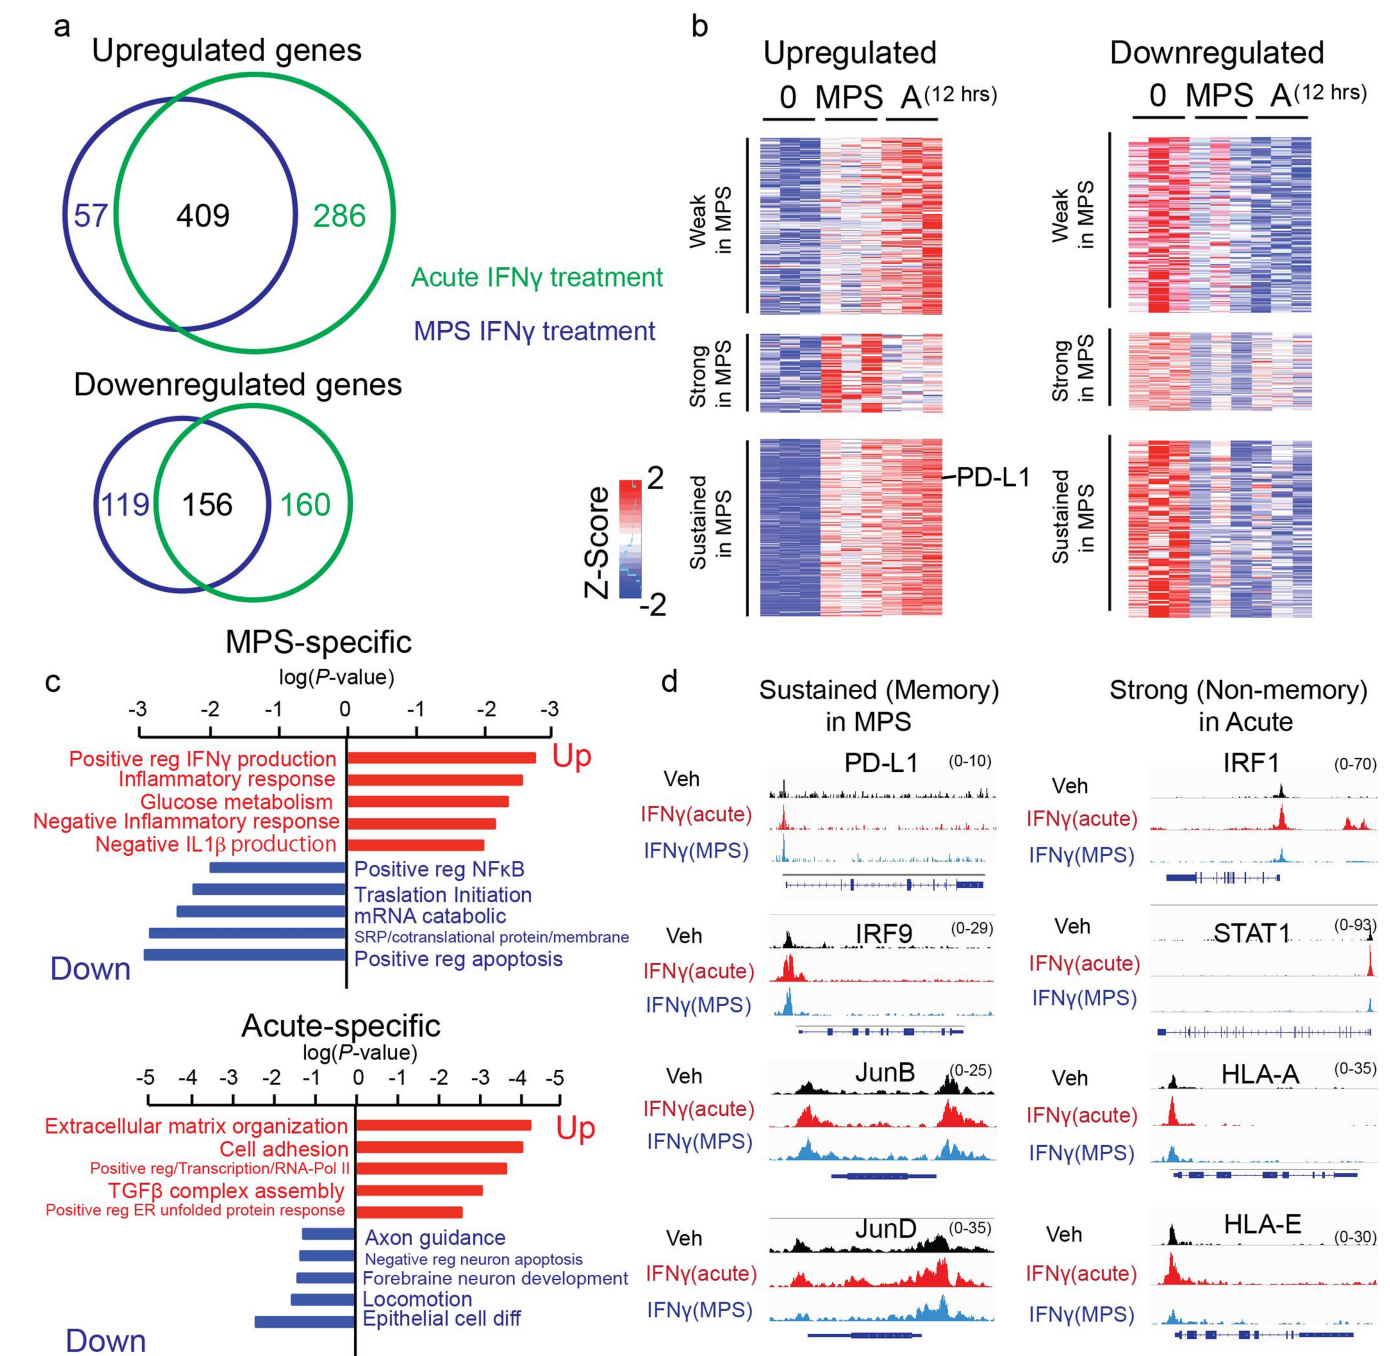 a
Upregulated genes
57
409
286
Acute IFNγ treatment
MPS IFNγ treatment
Dowenregulated genes
119
156
160
b
Upregulated
0 MPS A (12 hrs)
Weak
in MPS
Strong
in MPS
Sustained
in MPS
PD-L1
Z-Score
2
-2
Downregulated
0 MPS A (12 hrs)
Weak
in MPS
Strong
in MPS
Sustained
in MPS
c
MPS-specific
log(P-value)
-3 -2 -1 0 -1 -2 -3
Up
Positive reg IFNγ production
Inflammatory response
Glucose metabolism
Negative Inflammatory response
Negative IL1β production
Positive reg NFκB
Traslation Initiation
mRNA catabolic
SRP/cotranslational protein/membrane
Positive reg apoptosis
Down
Acute-specific
log(P-value)
-5 -4 -3 -2 -1 0 -1 -2 -3 -4 -5
Up
Extracellular matrix organization
Cell adhesion
Positive reg/Transcription/RNA-Pol II
TGFβ complex assembly
Positive reg ER unfolded protein response
Axon guidance
Negative reg neuron apoptosis
Forebraine neuron development
Locomotion
Epithelial cell diff
Down
d
Sustained (Memory)
in MPS
PD-L1 (0-10)
Veh
IFNγ(acute)
IFNγ(MPS)
IRF9 (0-29)
Veh
IFNγ(acute)
IFNγ(MPS)
JunB (0-25)
Veh
IFNγ(acute)
IFNγ(MPS)
JunD (0-35)
Veh
IFNγ(acute)
IFNγ(MPS)
Strong (Non-memory)
in Acute
IRF1 (0-70)
Veh
IFNγ(acute)
IFNγ(MPS)
STAT1 (0-93)
Veh
IFNγ(acute)
IFNγ(MPS)
HLA-A (0-35)
Veh
IFNγ(acute)
IFNγ(MPS)
HLA-E (0-30)
Veh
IFNγ(acute)
IFNγ(MPS)